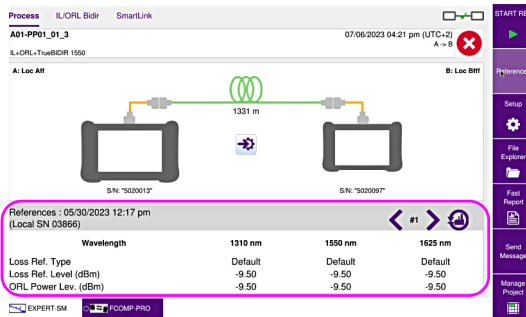 Process IL/ORL Bidir SmartLink
START RE
A01-PP01_01_3
07/06/2023 04:21 pm (UTC+2)
A -> B
IL+ORL+TrueBIDIR 1550
A: Loc Aff
B: Loc Bfff
1331 m
S/N: "5020013"
S/N: "5020097"
References : 05/30/2023 12:17 pm
(Local SN 03866)
#1
Wavelength 1310 nm 1550 nm 1625 nm
Loss Ref. Type Default Default Default
Loss Ref. Level (dBm) -9.50 -9.50 -9.50
ORL Power Lev. (dBm) -9.50 -9.50 -9.50
EXPERT-SM FCOMP-PRO
Reference
Setup
File
Explorer
Fast
Report
Send
Message
Manage
Project